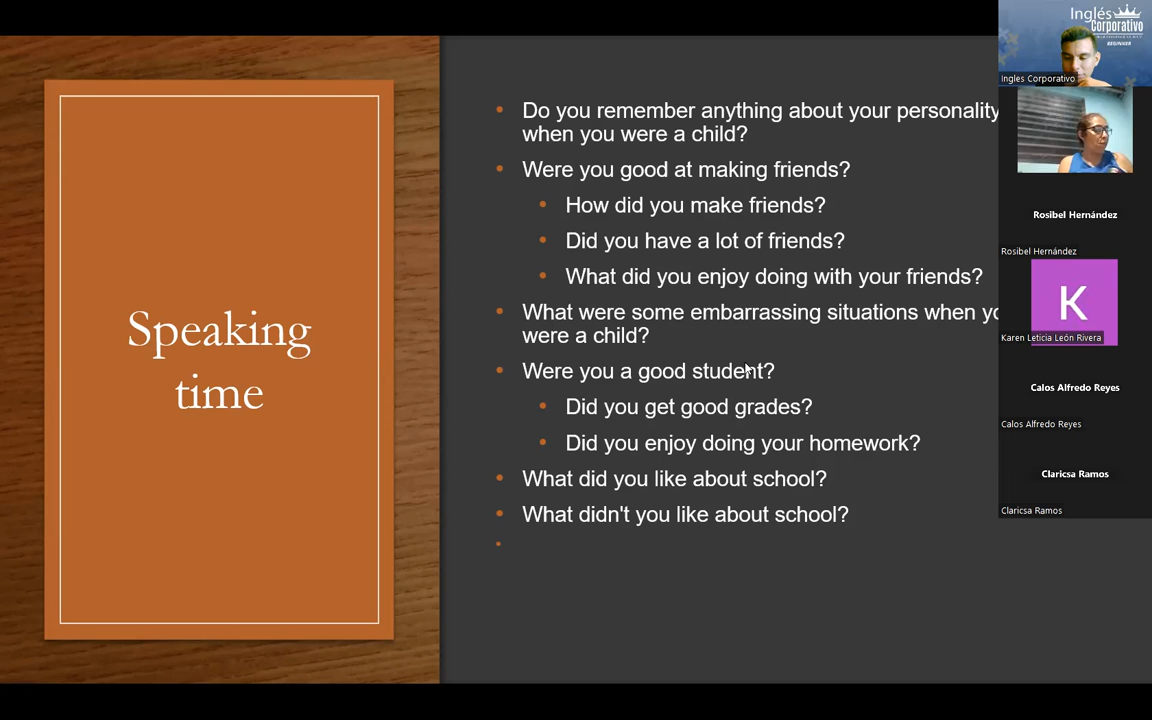 Speaking
time
Do you remember anything about your personality
when you were a child?
Were you good at making friends?
How did you make friends?
Did you have a lot of friends?
What did you enjoy doing with your friends?
What were some embarrassing situations when yo
were a child?
Were you a good student?
Did you get good grades?
Did you enjoy doing your homework?
What did you like about school?
What didn't you like about school?
Inglés
Corporativo
BEGINNER
Ingles Corporativo
Rosibel Hernández
Rosibel Hernández
K
Karen Leticia León Rivera
Calos Alfredo Reyes
Calos Alfredo Reyes
Claricsa Ramos
Claricsa Ramos